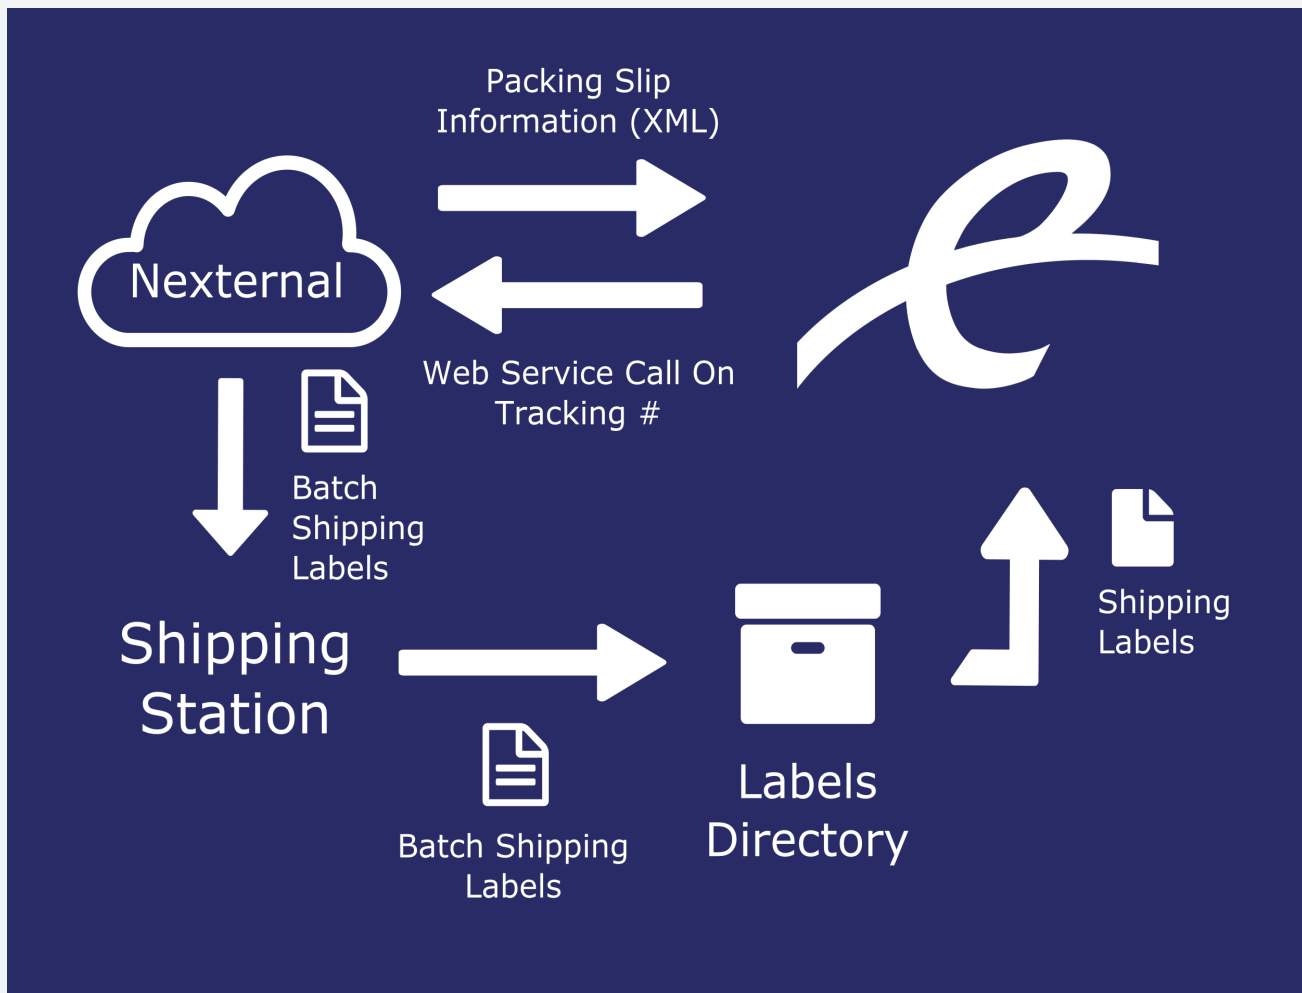 Packing Slip
Information (XML)
Nexternal
Web Service Call On
Tracking #
Batch
Shipping
Labels
Shipping
Labels
Shipping
Station
Labels
Directory
Batch Shipping
Labels